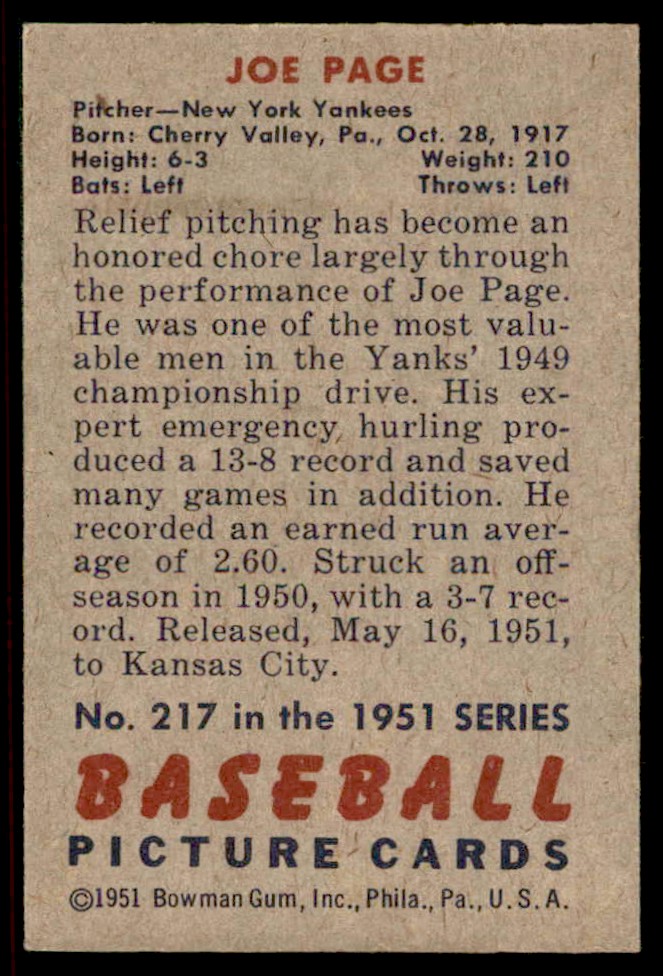 JOE PAGE
Pitcher—New York Yankees
Born: Cherry Valley, Pa., Oct. 28, 1917
Height: 6-3 Weight: 210
Bats: Left Throws: Left
Relief pitching has become an
honored chore largely through
the performance of Joe Page.
He was one of the most valu-
able men in the Yanks' 1949
championship drive. His ex-
pert emergency hurling pro-
duced a 13-8 record and saved
many games in addition. He
recorded an earned run aver-
age of 2.60. Struck an off-
season in 1950, with a 3-7 rec-
ord. Released, May 16, 1951,
to Kansas City.
No. 217 in the 1951 SERIES
BASEBALL
PICTURE CARDS
©1951 Bowman Gum, Inc., Phila., Pa., U.S.A.